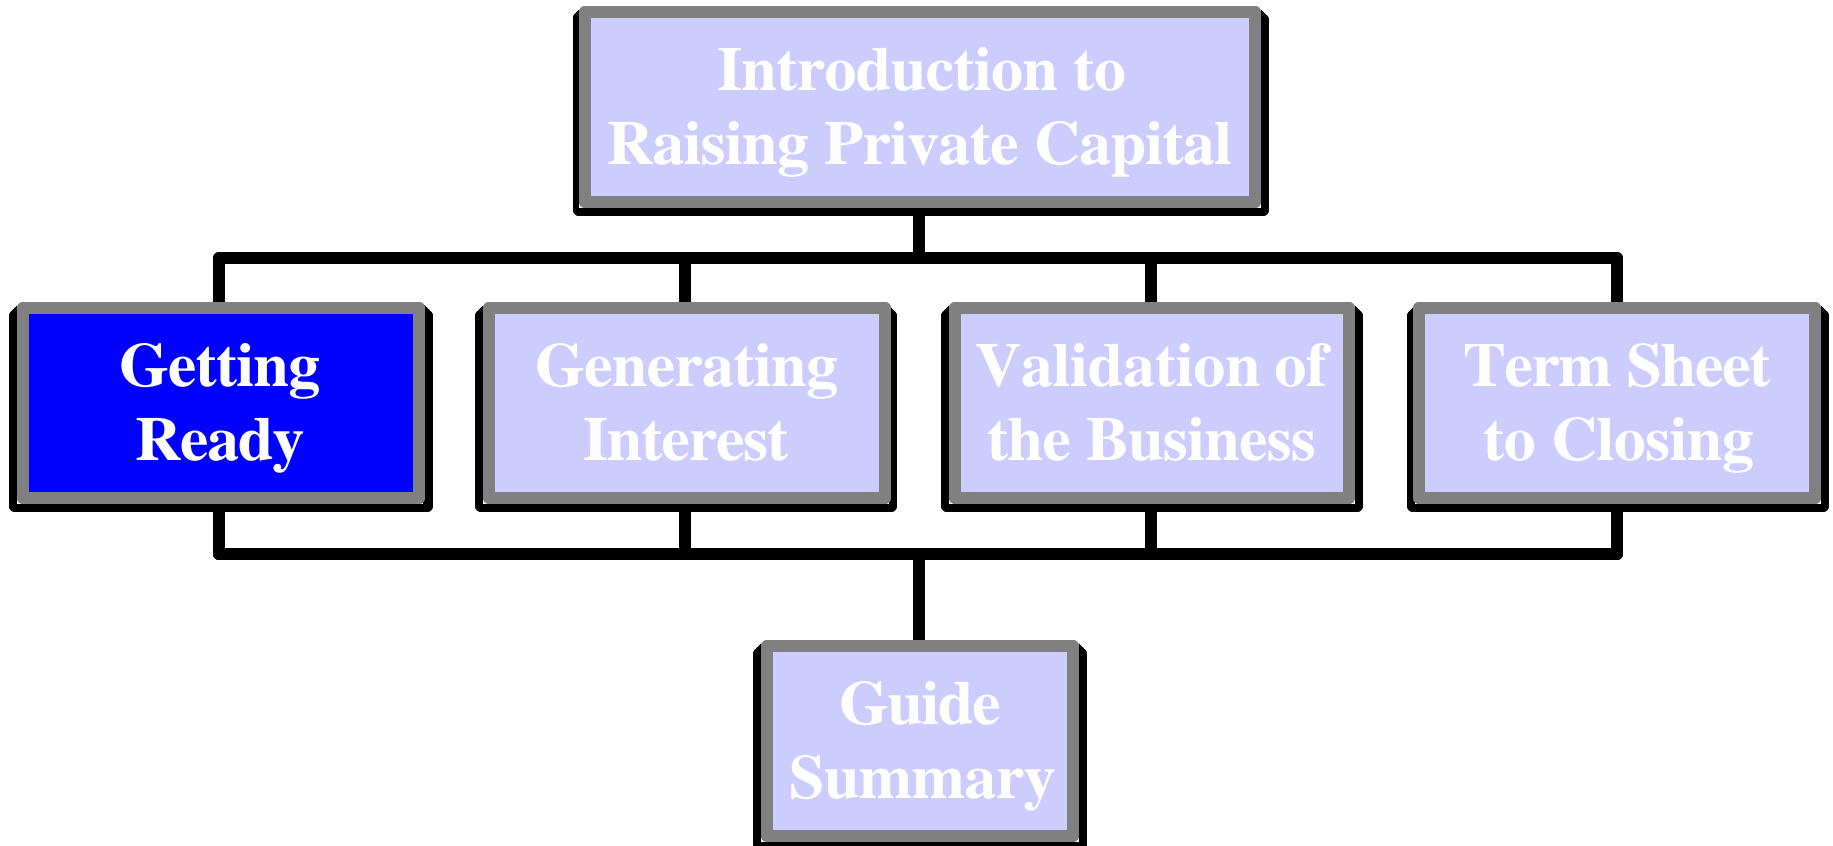 Introduction to
Raising Private Capital
Getting
Ready
Generating
Interest
Validation of
the Business
Term Sheet
to Closing
Guide
Summary